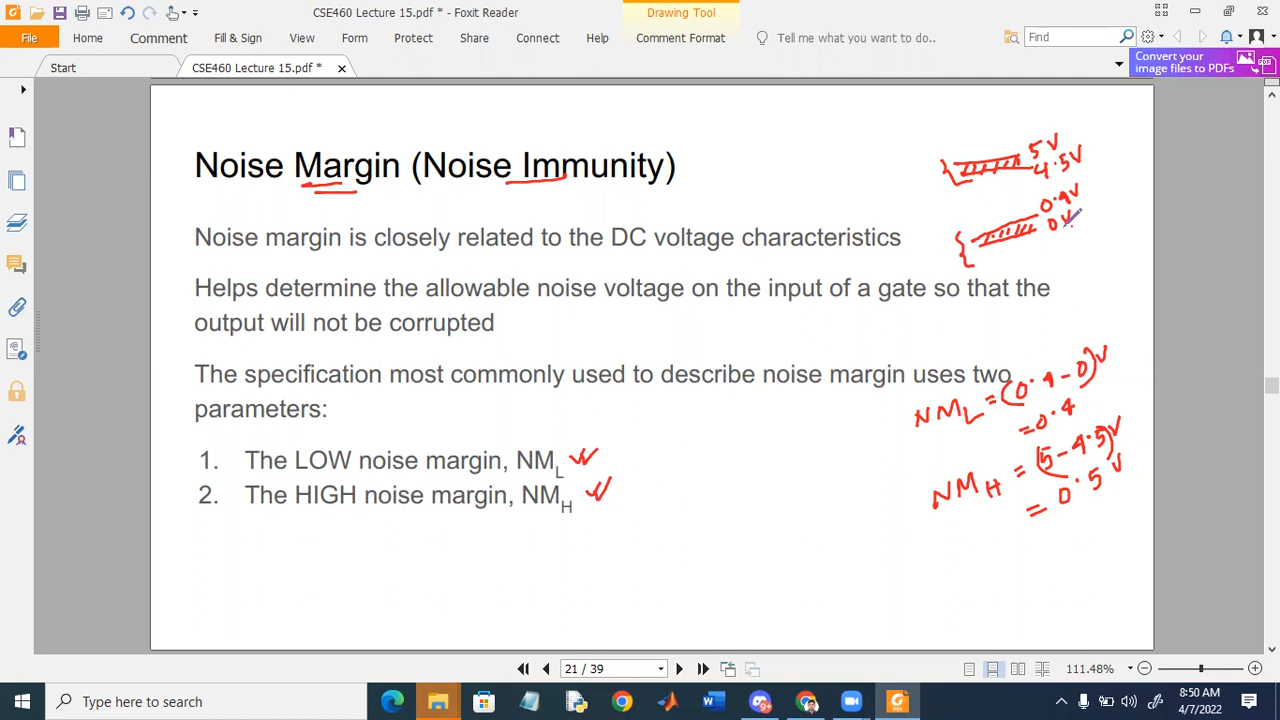 CSE460 Lecture 15.pdf * - Foxit Reader
Drawing Tool
File
Home
Comment
Fill & Sign
View
Form
Protect
Share
Connect
Help
Comment Format
Tell me what you want to do..
Find
Start
CSE460 Lecture 15.pdf *
Convert your
image files to PDFs
Noise Margin (Noise Immunity)
5V
4.5V
0.4V
0V
Noise margin is closely related to the DC voltage characteristics
Helps determine the allowable noise voltage on the input of a gate so that the
output will not be corrupted
The specification most commonly used to describe noise margin uses two
parameters:
1. The LOW noise margin, NML
2. The HIGH noise margin, NMH
NML = (0.4-0)V
= 0.4
NMH = (5-4.5)V
= 0.5V
21 / 39
111.48%
Type here to search
8:50 AM
4/7/2022